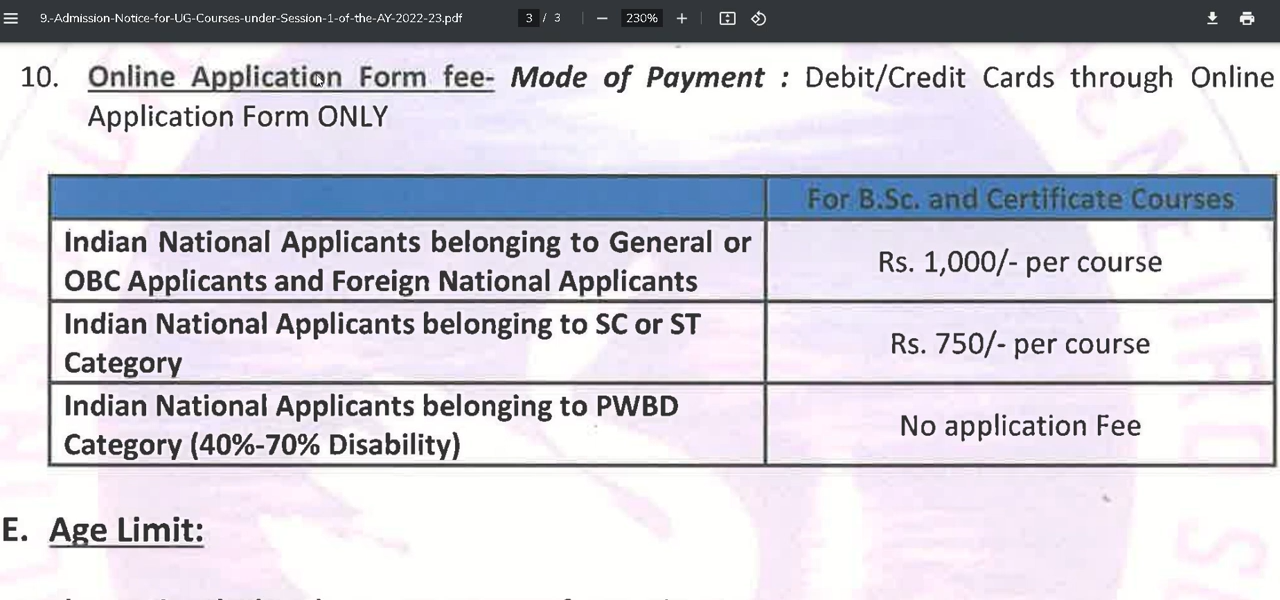 9.-Admission-Notice-for-UG-Courses-under-Session-1-of-the-AY-2022-23.pdf
3 / 3
230%
10. Online Application Form fee- Mode of Payment : Debit/Credit Cards through Online
Application Form ONLY
For B.Sc. and Certificate Courses
Indian National Applicants belonging to General or
OBC Applicants and Foreign National Applicants
Rs. 1,000/- per course
Indian National Applicants belonging to SC or ST
Category
Rs. 750/- per course
Indian National Applicants belonging to PWBD
Category (40%-70% Disability)
No application Fee
E. Age Limit: